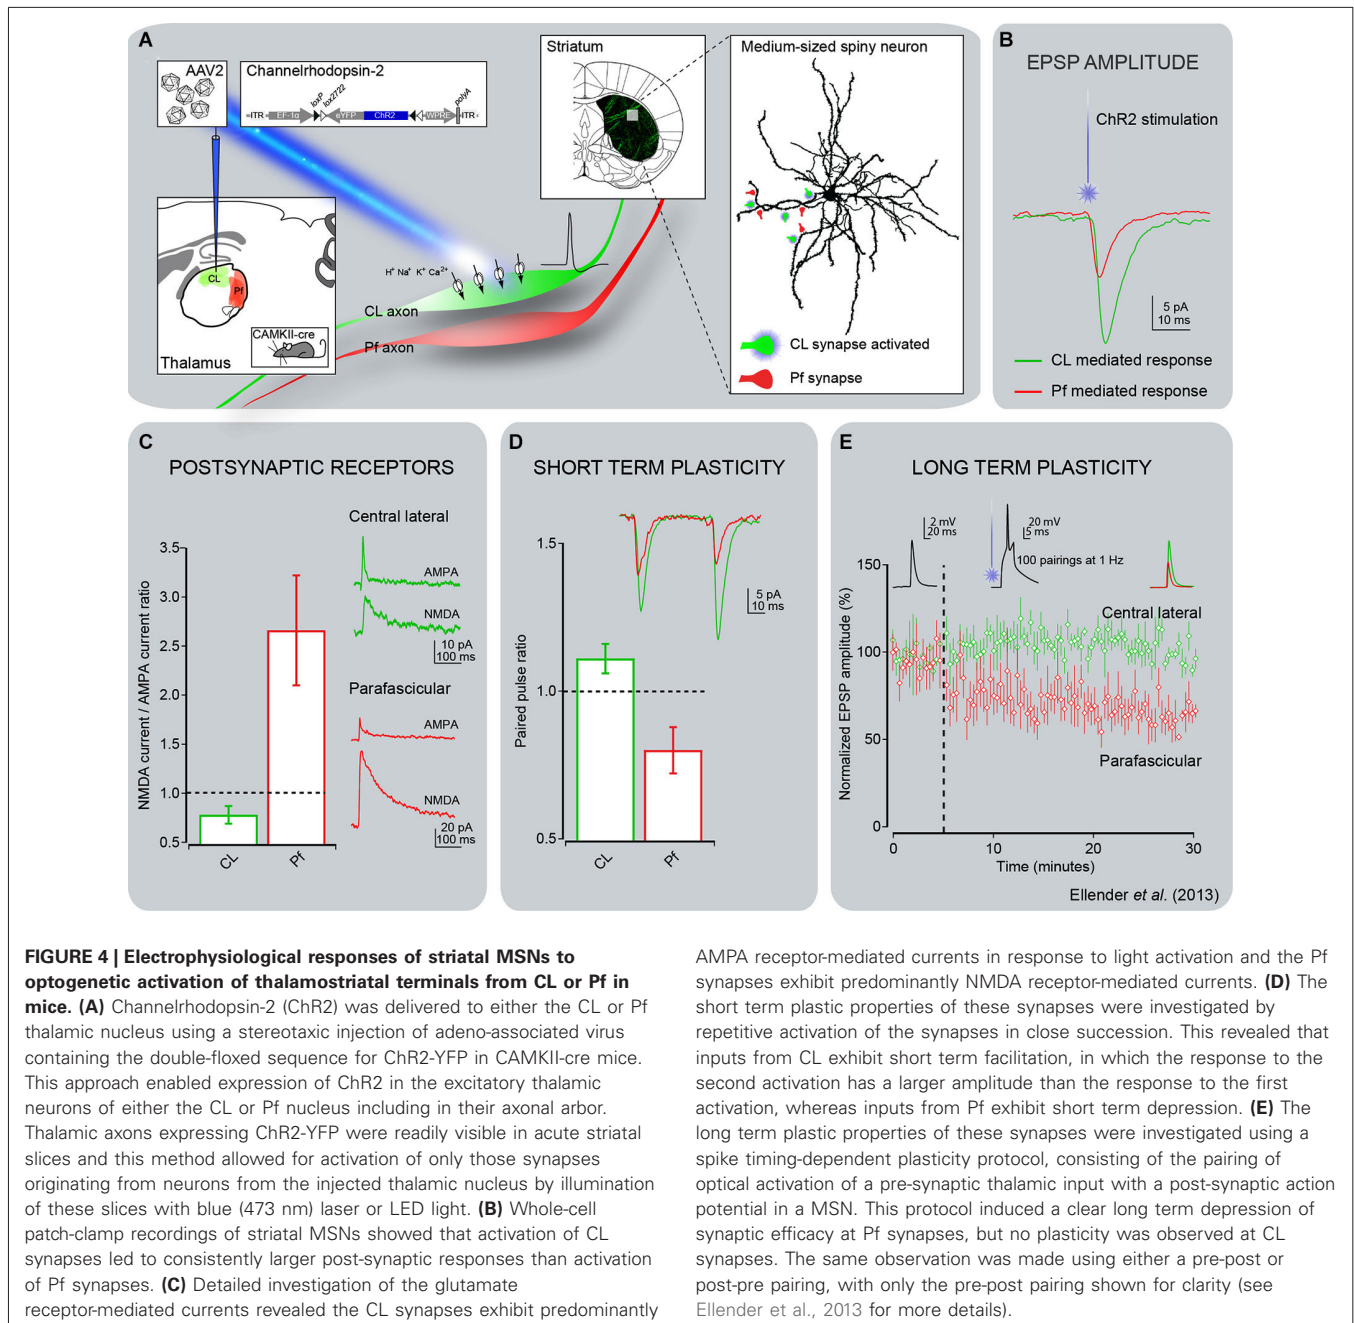 A
AAV2
Channelrhodopsin-2
loxP
lox2722
polyA
ITR
EF-1α
eYFP
ChR2
WPRE
ITR
CL
Pf
CAMKII-cre
Thalamus
H⁺ Na⁺ K⁺ Ca²⁺
CL axon
Pf axon
Striatum
Medium-sized spiny neuron
CL synapse activated
Pf synapse
B
EPSP AMPLITUDE
ChR2 stimulation
5 pA
10 ms
CL mediated response
Pf mediated response
C
POSTSYNAPTIC RECEPTORS
NMDA current / AMPA current ratio
3.5
3.0
2.5
2.0
1.5
1.0
0.5
CL
Pf
Central lateral
AMPA
NMDA
10 pA
100 ms
Parafascicular
AMPA
NMDA
20 pA
100 ms
D
SHORT TERM PLASTICITY
Paired pulse ratio
1.5
1.0
0.5
CL
Pf
5 pA
10 ms
E
LONG TERM PLASTICITY
2 mV
20 ms
20 mV
5 ms
100 pairings at 1 Hz
Normalized EPSP amplitude (%)
150
100
50
0
Central lateral
Parafascicular
0
10
20
30
Time (minutes)
Ellender et al. (2013)
FIGURE 4 | Electrophysiological responses of striatal MSNs to
optogenetic activation of thalamostriatal terminals from CL or Pf in
mice. (A) Channelrhodopsin-2 (ChR2) was delivered to either the CL or Pf
thalamic nucleus using a stereotaxic injection of adeno-associated virus
containing the double-floxed sequence for ChR2-YFP in CAMKII-cre mice.
This approach enabled expression of ChR2 in the excitatory thalamic
neurons of either the CL or Pf nucleus including in their axonal arbor.
Thalamic axons expressing ChR2-YFP were readily visible in acute striatal
slices and this method allowed for activation of only those synapses
originating from neurons from the injected thalamic nucleus by illumination
of these slices with blue (473 nm) laser or LED light. (B) Whole-cell
patch-clamp recordings of striatal MSNs showed that activation of CL
synapses led to consistently larger post-synaptic responses than activation
of Pf synapses. (C) Detailed investigation of the glutamate
receptor-mediated currents revealed the CL synapses exhibit predominantly
AMPA receptor-mediated currents in response to light activation and the Pf
synapses exhibit predominantly NMDA receptor-mediated currents. (D) The
short term plastic properties of these synapses were investigated by
repetitive activation of the synapses in close succession. This revealed that
inputs from CL exhibit short term facilitation, in which the response to the
second activation has a larger amplitude than the response to the first
activation, whereas inputs from Pf exhibit short term depression. (E) The
long term plastic properties of these synapses were investigated using a
spike timing-dependent plasticity protocol, consisting of the pairing of
optical activation of a pre-synaptic thalamic input with a post-synaptic action
potential in a MSN. This protocol induced a clear long term depression of
synaptic efficacy at Pf synapses, but no plasticity was observed at CL
synapses. The same observation was made using either a pre-post or
post-pre pairing, with only the pre-post pairing shown for clarity (see
Ellender et al., 2013 for more details).